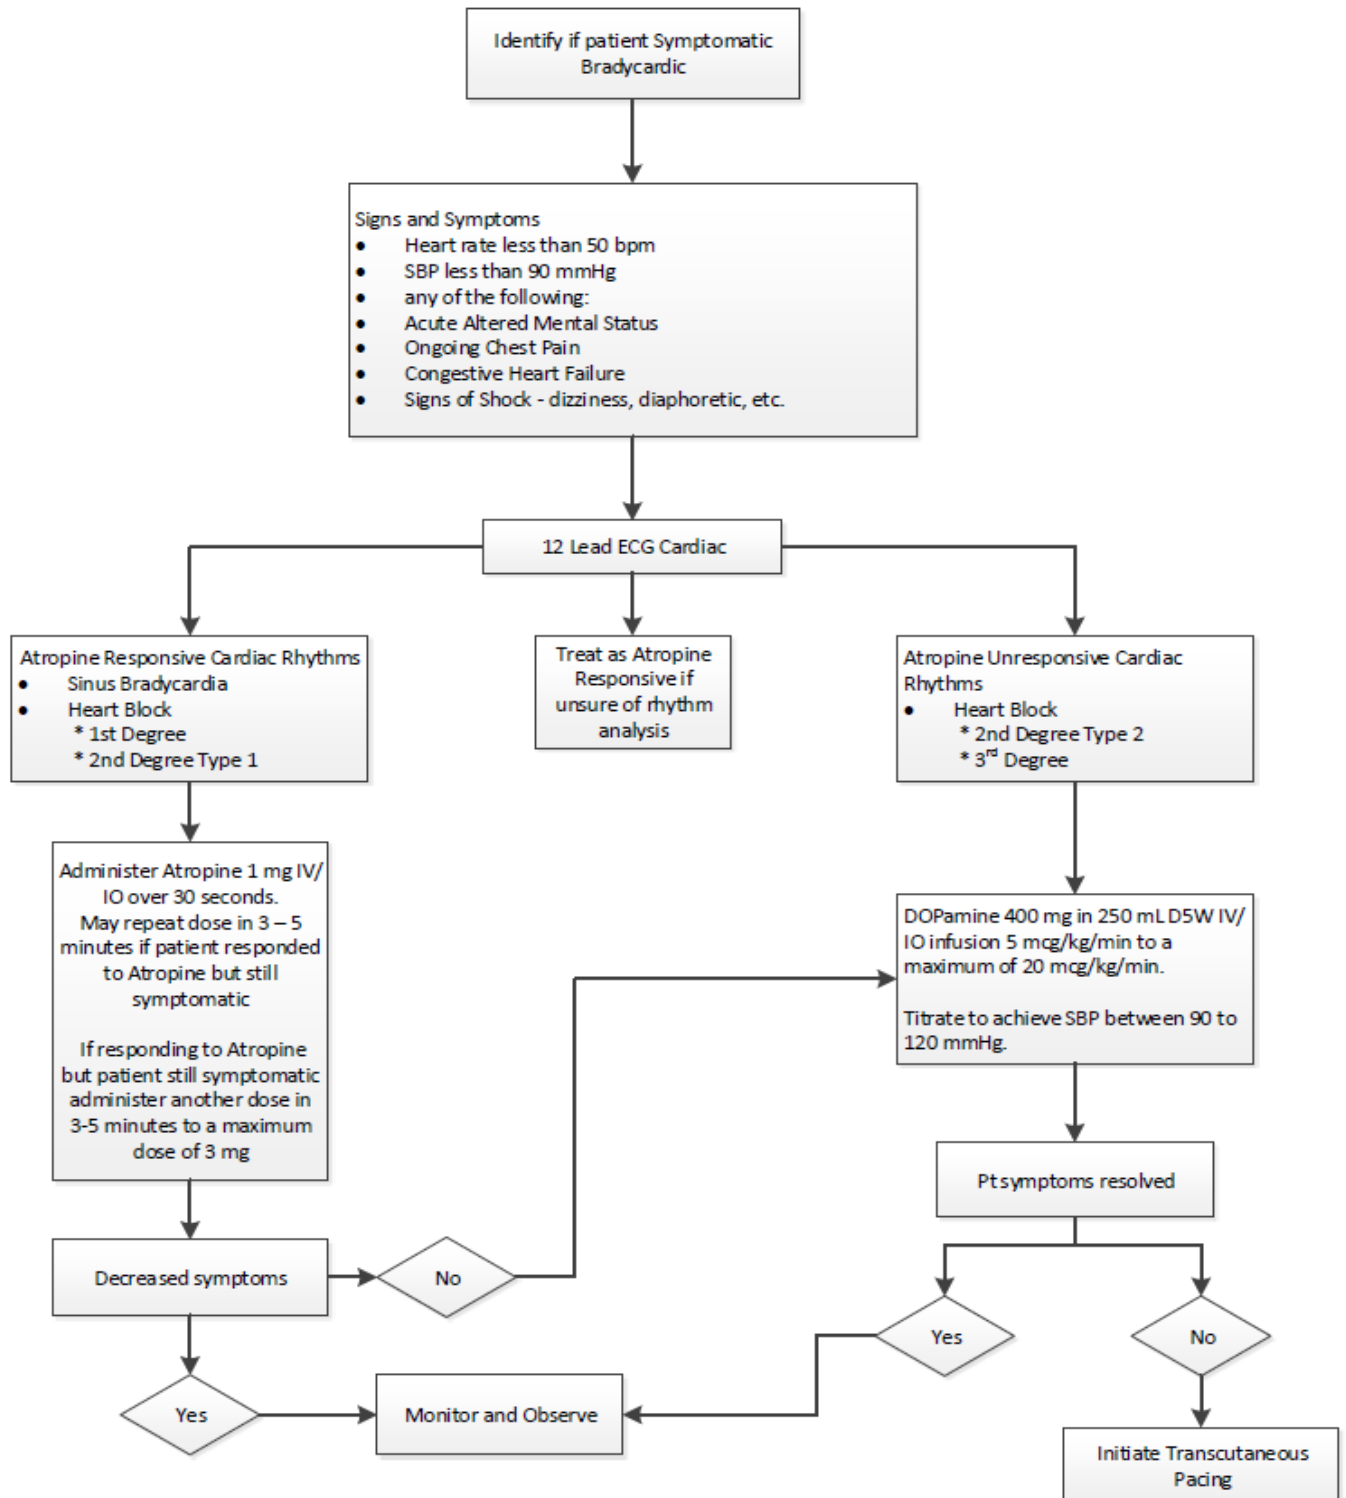 Identify if patient Symptomatic
Bradycardic
Signs and Symptoms
● Heart rate less than 50 bpm
● SBP less than 90 mmHg
● any of the following:
● Acute Altered Mental Status
● Ongoing Chest Pain
● Congestive Heart Failure
● Signs of Shock - dizziness, diaphoretic, etc.
12 Lead ECG Cardiac
Atropine Responsive Cardiac Rhythms
● Sinus Bradycardia
● Heart Block
* 1st Degree
* 2nd Degree Type 1
Treat as Atropine
Responsive if
unsure of rhythm
analysis
Atropine Unresponsive Cardiac
Rhythms
● Heart Block
* 2nd Degree Type 2
* 3rd Degree
Administer Atropine 1 mg IV/
IO over 30 seconds.
May repeat dose in 3 – 5
minutes if patient responded
to Atropine but still
symptomatic
If responding to Atropine
but patient still symptomatic
administer another dose in
3-5 minutes to a maximum
dose of 3 mg
DOPamine 400 mg in 250 mL D5W IV/
IO infusion 5 mcg/kg/min to a
maximum of 20 mcg/kg/min.
Titrate to achieve SBP between 90 to
120 mmHg.
Pt symptoms resolved
Decreased symptoms
No
Yes
No
Yes
Monitor and Observe
Initiate Transcutaneous
Pacing